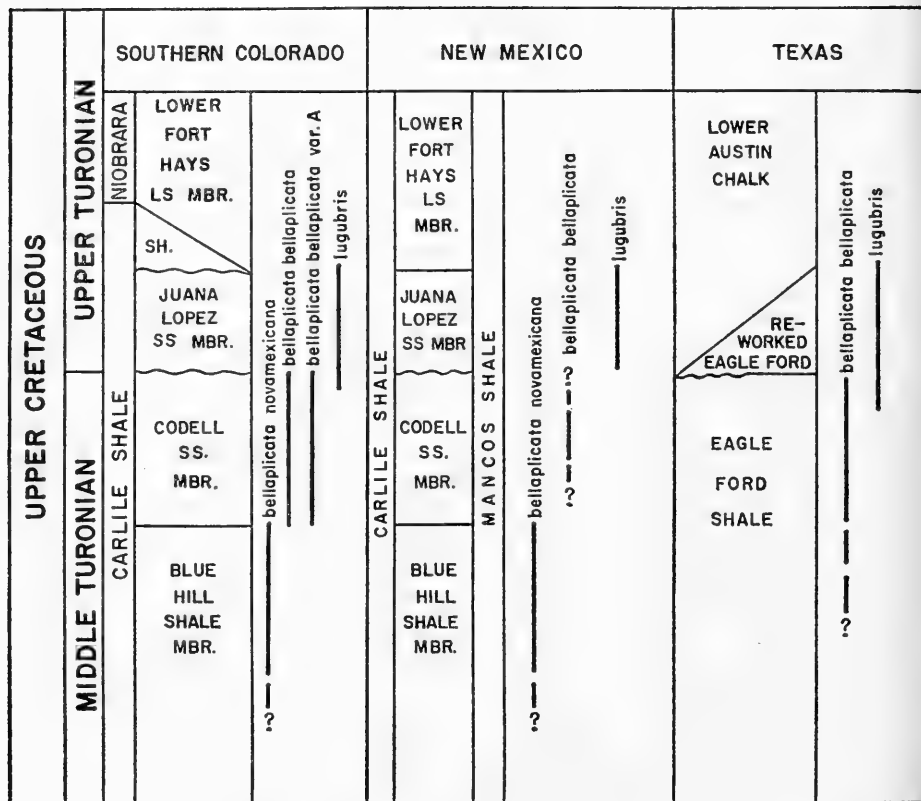 SOUTHERN COLORADO
NEW MEXICO
TEXAS
UPPER CRETACEOUS
UPPER TURONIAN
MIDDLE TURONIAN
NIOBRARA
CARLILE SHALE
LOWER
FORT
HAYS
LS MBR.
SH.
JUANA
LOPEZ
SS MBR.
CODELL
SS.
MBR.
BLUE
HILL
SHALE
MBR.
bellaplicata novamexicana
?
bellaplicata bellaplicata
bellaplicata bellaplicata var. A
lugubris
CARLILE SHALE
LOWER
FORT
HAYS
LS
MBR.
JUANA
LOPEZ
SS MBR
CODELL
SS.
MBR.
BLUE
HILL
SHALE
MBR.
MANCOS SHALE
bellaplicata novamexicana
?
bellaplicata bellaplicata
?
?
lugubris
LOWER
AUSTIN
CHALK
RE-
WORKED
EAGLE FORD
EAGLE
FORD
SHALE
bellaplicata bellaplicata
?
lugubris